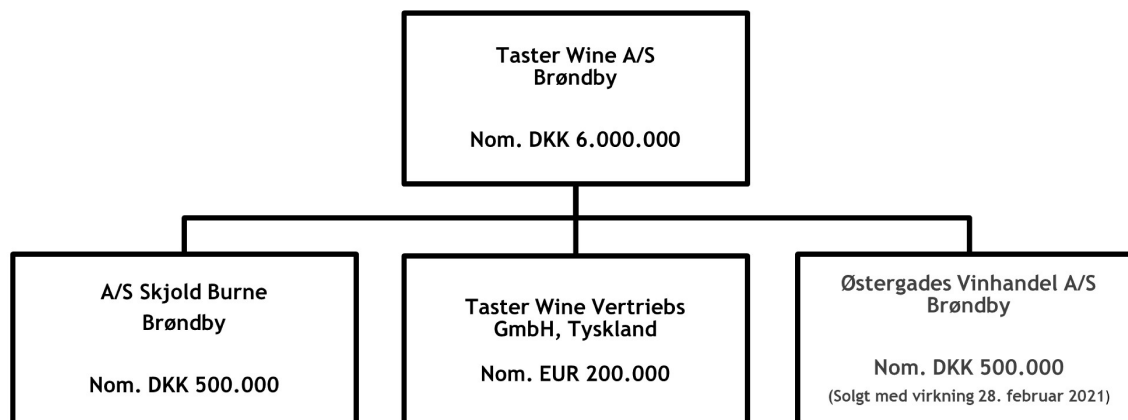 Taster Wine A/S
Brøndby
Nom. DKK 6.000.000
A/S Skjold Burne
Brøndby
Nom. DKK 500.000
Taster Wine Vertriebs
GmbH, Tyskland
Nom. EUR 200.000
Østergades Vinhandel A/S
Brøndby
Nom. DKK 500.000
(Solgt med virkning 28. februar 2021)